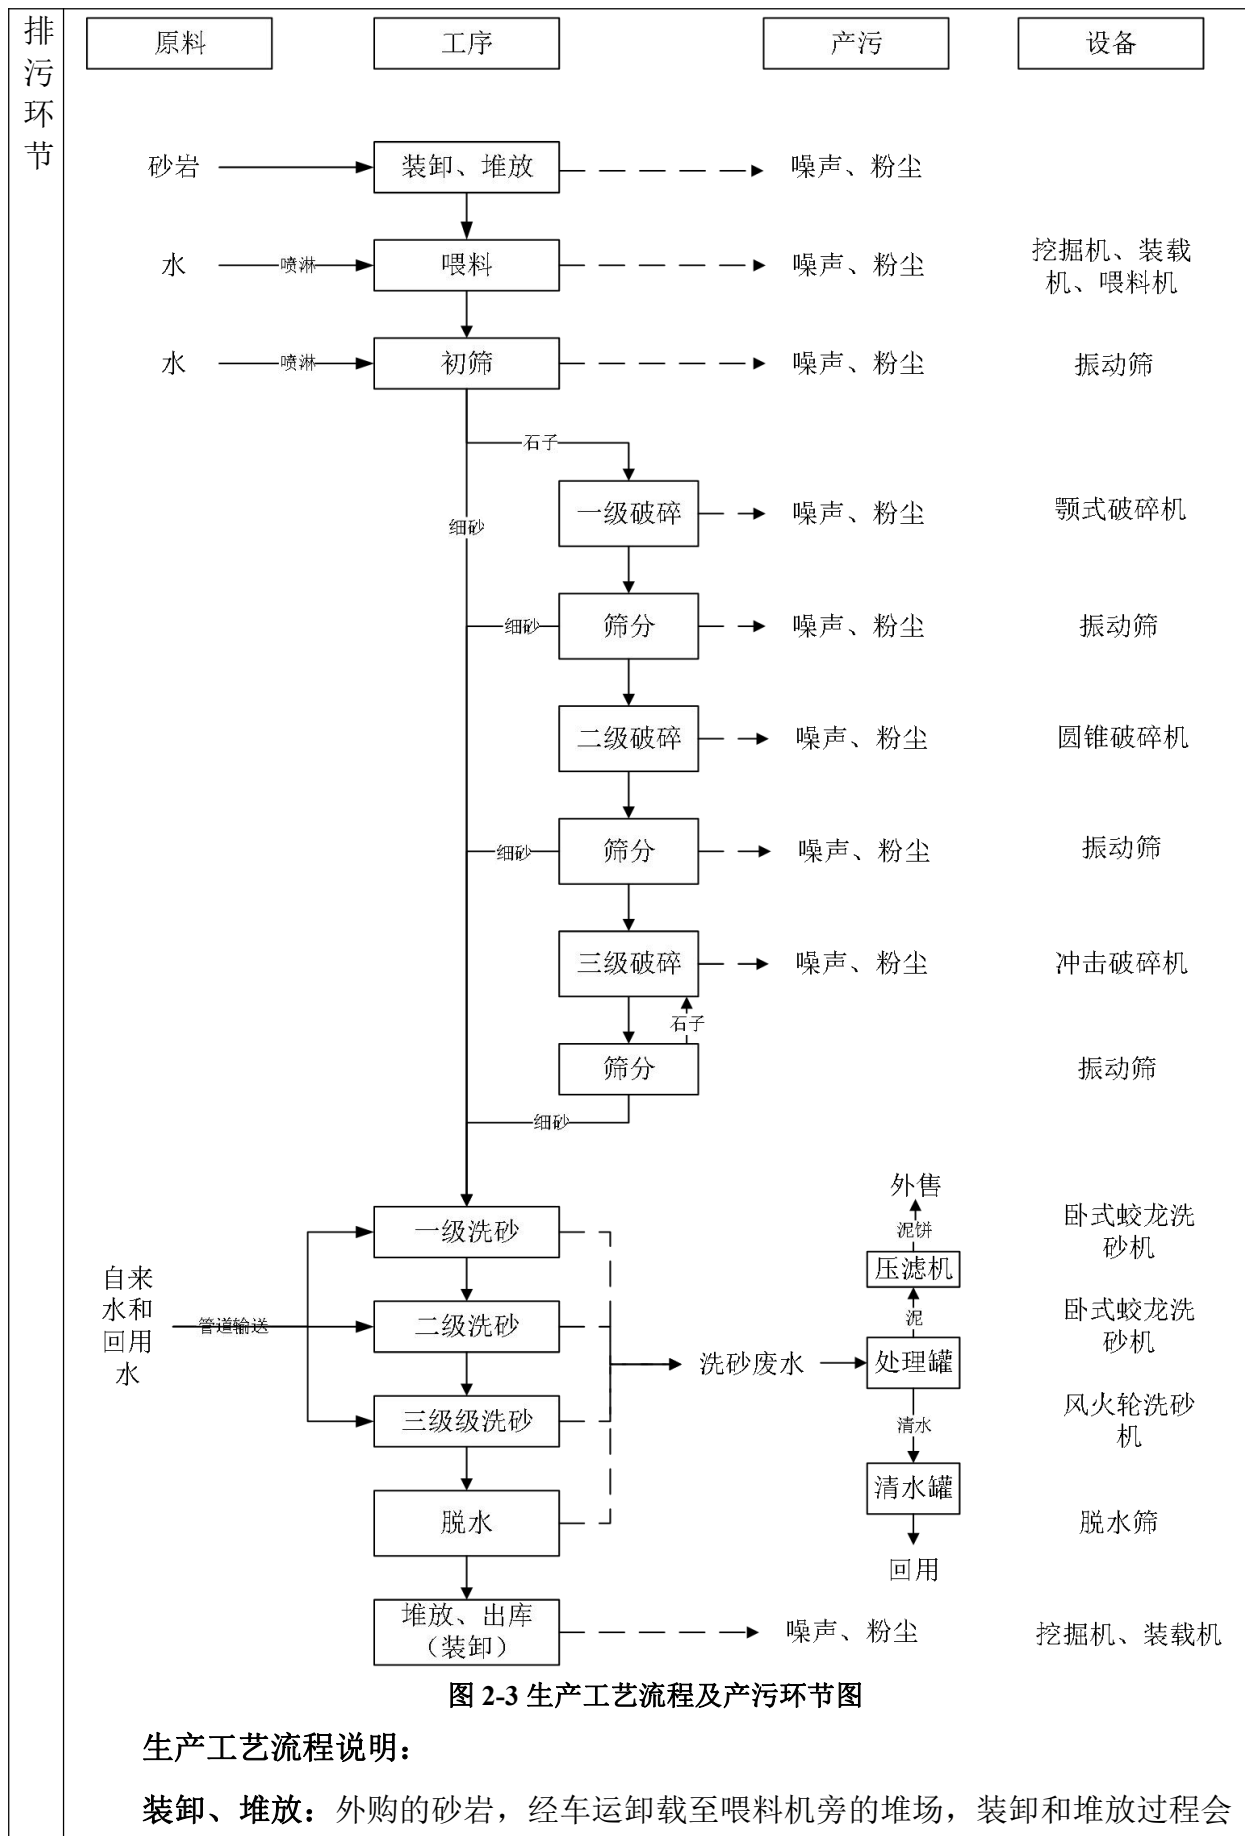 排
污
环
节
原料
工序
产污
设备
砂岩
装卸、堆放
噪声、粉尘
水
喷淋
喂料
噪声、粉尘
挖掘机、装载
机、喂料机
水
喷淋
初筛
噪声、粉尘
振动筛
石子
细砂
一级破碎
噪声、粉尘
颚式破碎机
细砂
筛分
噪声、粉尘
振动筛
二级破碎
噪声、粉尘
圆锥破碎机
细砂
筛分
噪声、粉尘
振动筛
三级破碎
噪声、粉尘
冲击破碎机
石子
筛分
振动筛
细砂
自来
水和
回用
水
管道输送
一级洗砂
二级洗砂
三级级洗砂
脱水
洗砂废水
外售
泥饼
压滤机
泥
处理罐
清水
清水罐
回用
卧式蛟龙洗
砂机
卧式蛟龙洗
砂机
风火轮洗砂
机
脱水筛
堆放、出库
（装卸）
噪声、粉尘
挖掘机、装载机
图 2-3 生产工艺流程及产污环节图
生产工艺流程说明：
装卸、堆放：外购的砂岩，经车运卸载至喂料机旁的堆场，装卸和堆放过程会